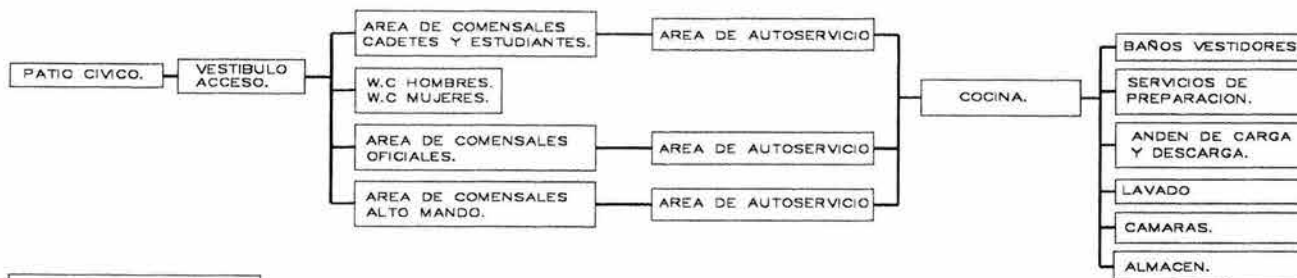 PATIO CIVICO.
VESTIBULO
ACCESO.
AREA DE COMENSALES
CADETES Y ESTUDIANTES.
W.C HOMBRES.
W.C MUJERES.
AREA DE COMENSALES
OFICIALES.
AREA DE COMENSALES
ALTO MANDO.
AREA DE AUTOSERVICIO
AREA DE AUTOSERVICIO
AREA DE AUTOSERVICIO
COCINA.
BAÑOS VESTIDORES
SERVICIOS DE
PREPARACION.
ANDEN DE CARGA
Y DESCARGA.
LAVADO
CAMARAS.
ALMACEN.